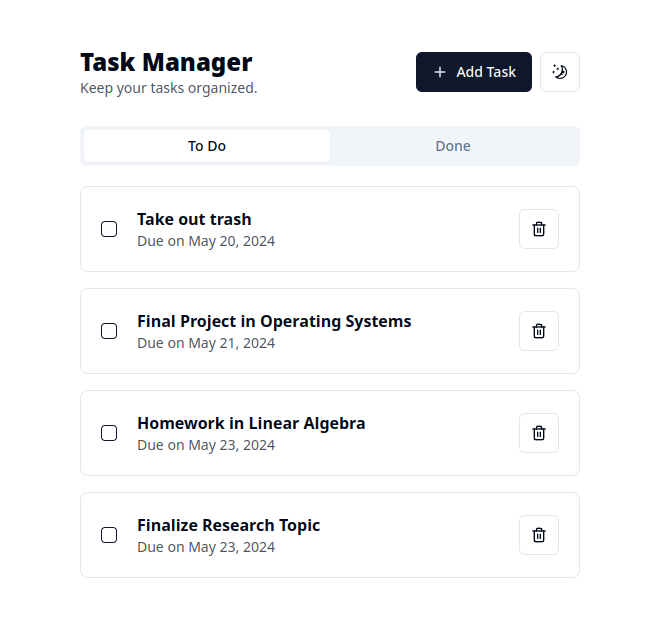 Task Manager
Keep your tasks organized.
Add Task
To Do
Done
Take out trash
Due on May 20, 2024
Final Project in Operating Systems
Due on May 21, 2024
Homework in Linear Algebra
Due on May 23, 2024
Finalize Research Topic
Due on May 23, 2024